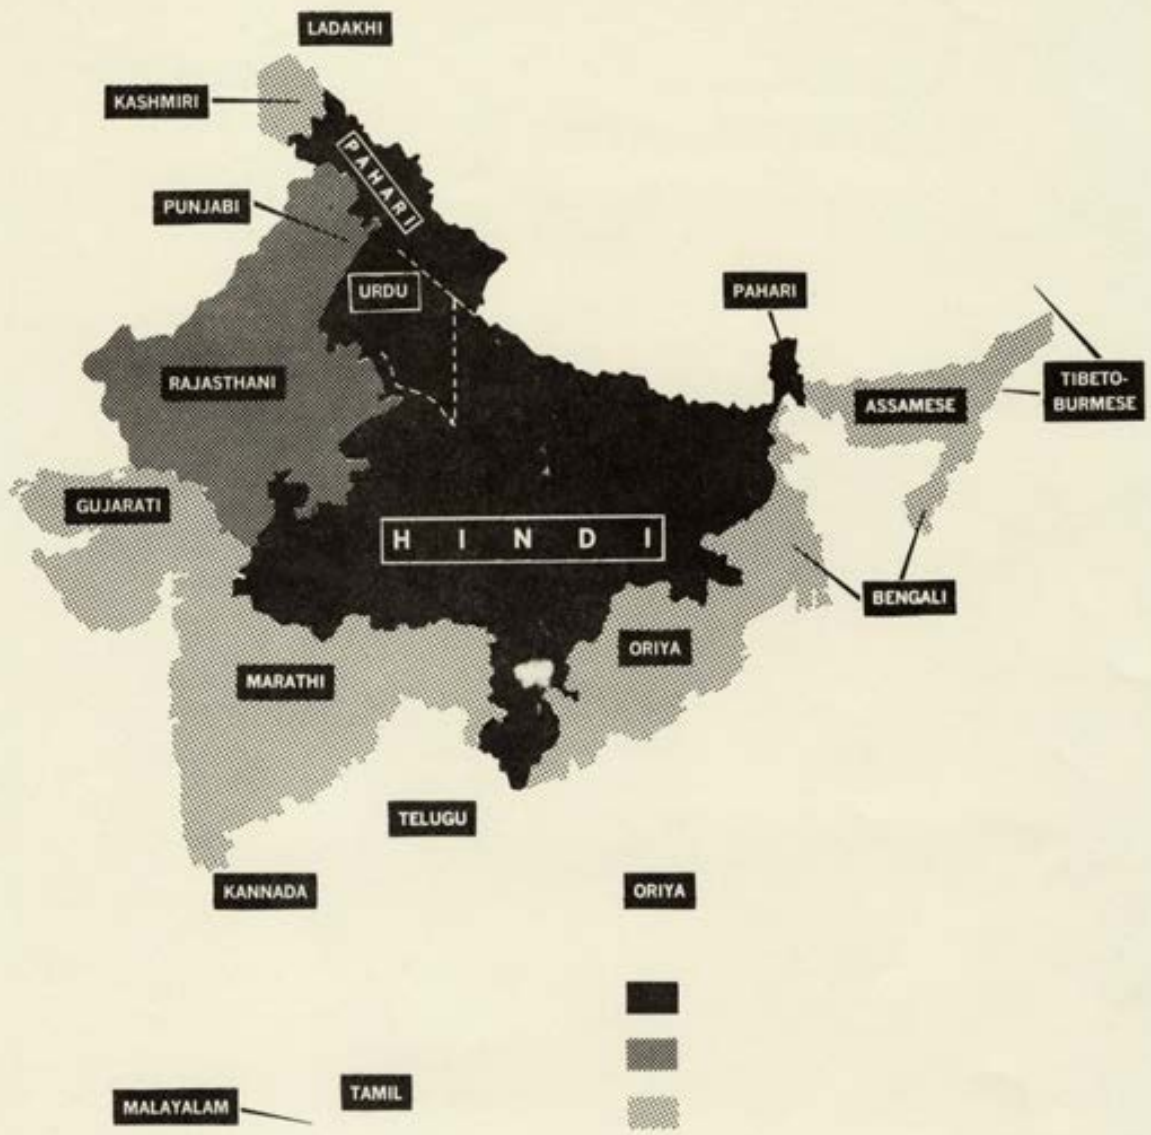 LADAKHI
KASHMIRI
PAHARI
PUNJABI
URDU
PAHARI
RAJASTHANI
ASSAMESE
TIBETO-
BURMESE
GUJARATI
HINDI
BENGALI
ORIYA
MARATHI
TELUGU
KANNADA
ORIYA
TAMIL
MALAYALAM